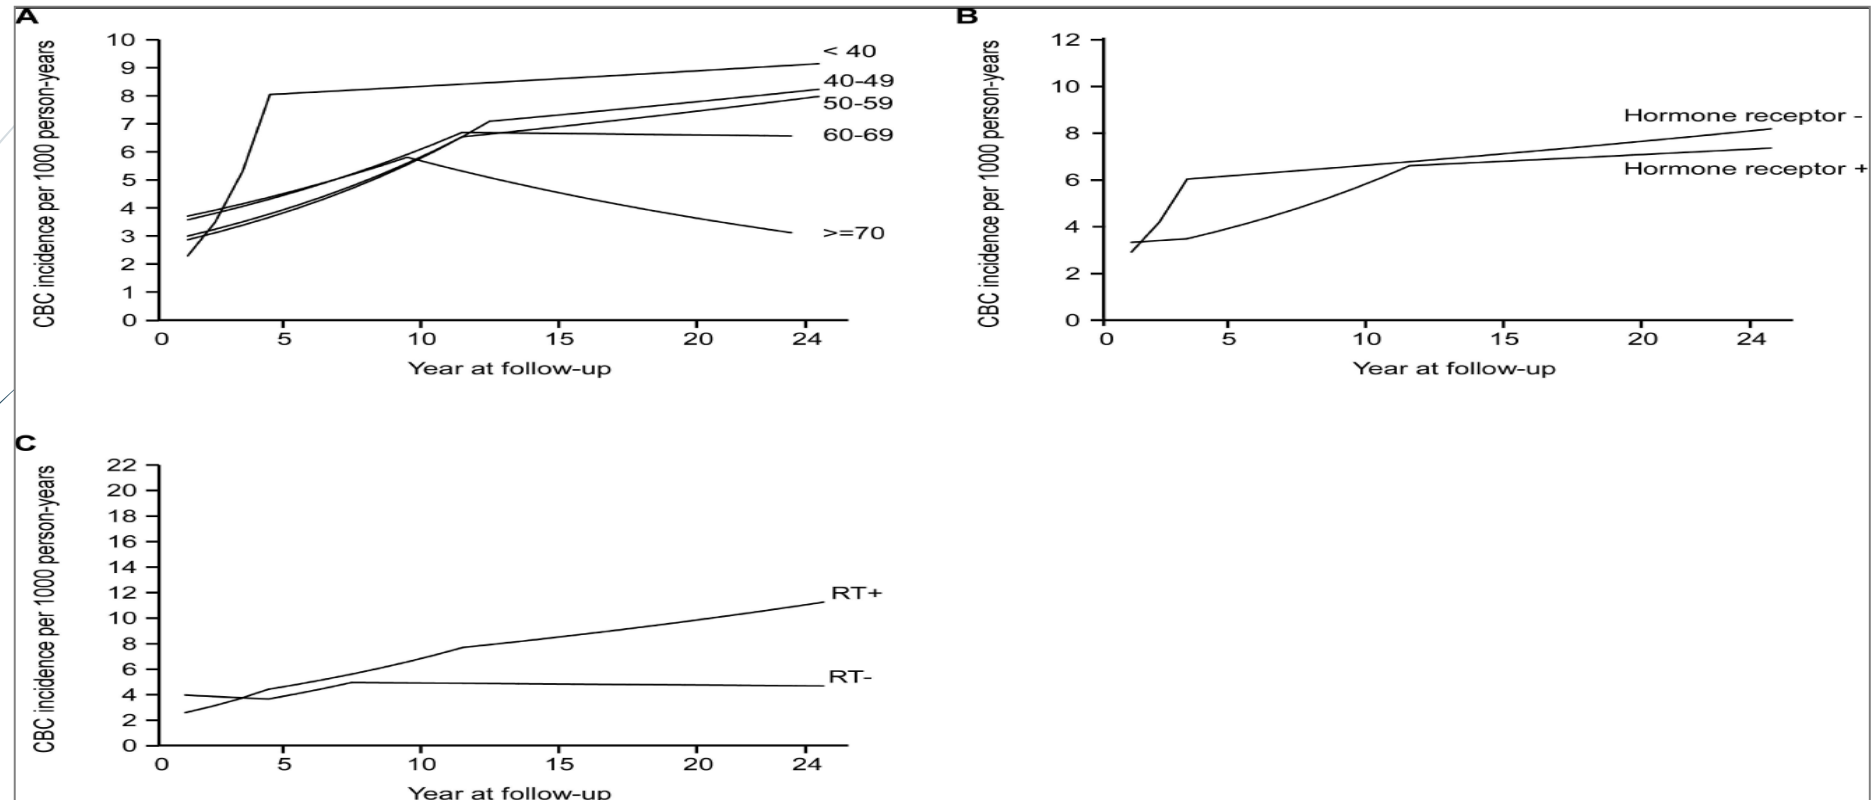 A
CBC incidence per 1000 person-years
10
9
8
7
6
5
4
3
2
1
0
0 5 10 15 20 24
Year at follow-up
< 40
40-49
50-59
60-69
>=70
B
CBC incidence per 1000 person-years
12
10
8
6
4
2
0
0 5 10 15 20 24
Year at follow-up
Hormone receptor -
Hormone receptor +
C
CBC incidence per 1000 person-years
22
20
18
16
14
12
10
8
6
4
2
0
0 5 10 15 20 24
Year at follow-up
RT+
RT-